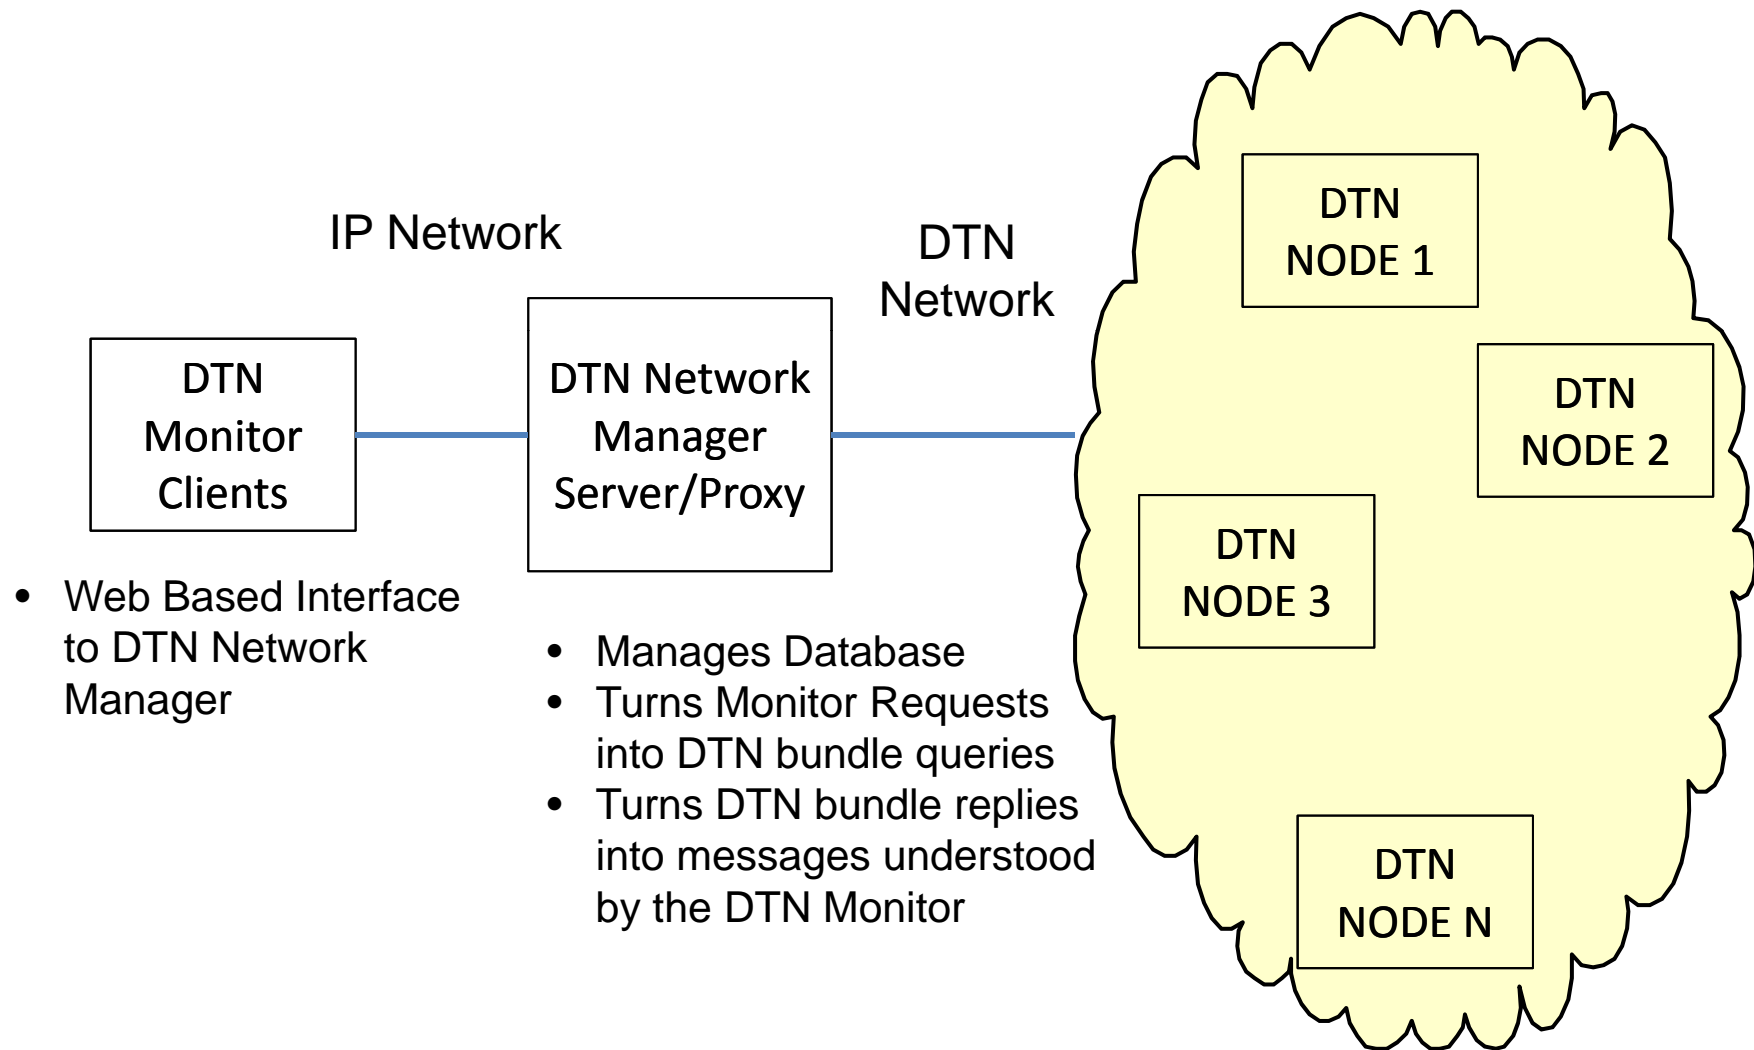 IP Network
DTN
Network
DTN
Monitor
Clients
DTN Network
Manager
Server/Proxy
DTN
NODE 1
DTN
NODE 2
DTN
NODE 3
DTN
NODE N
• Web Based Interface
to DTN Network
Manager
• Manages Database
• Turns Monitor Requests
into DTN bundle queries
• Turns DTN bundle replies
into messages understood
by the DTN Monitor